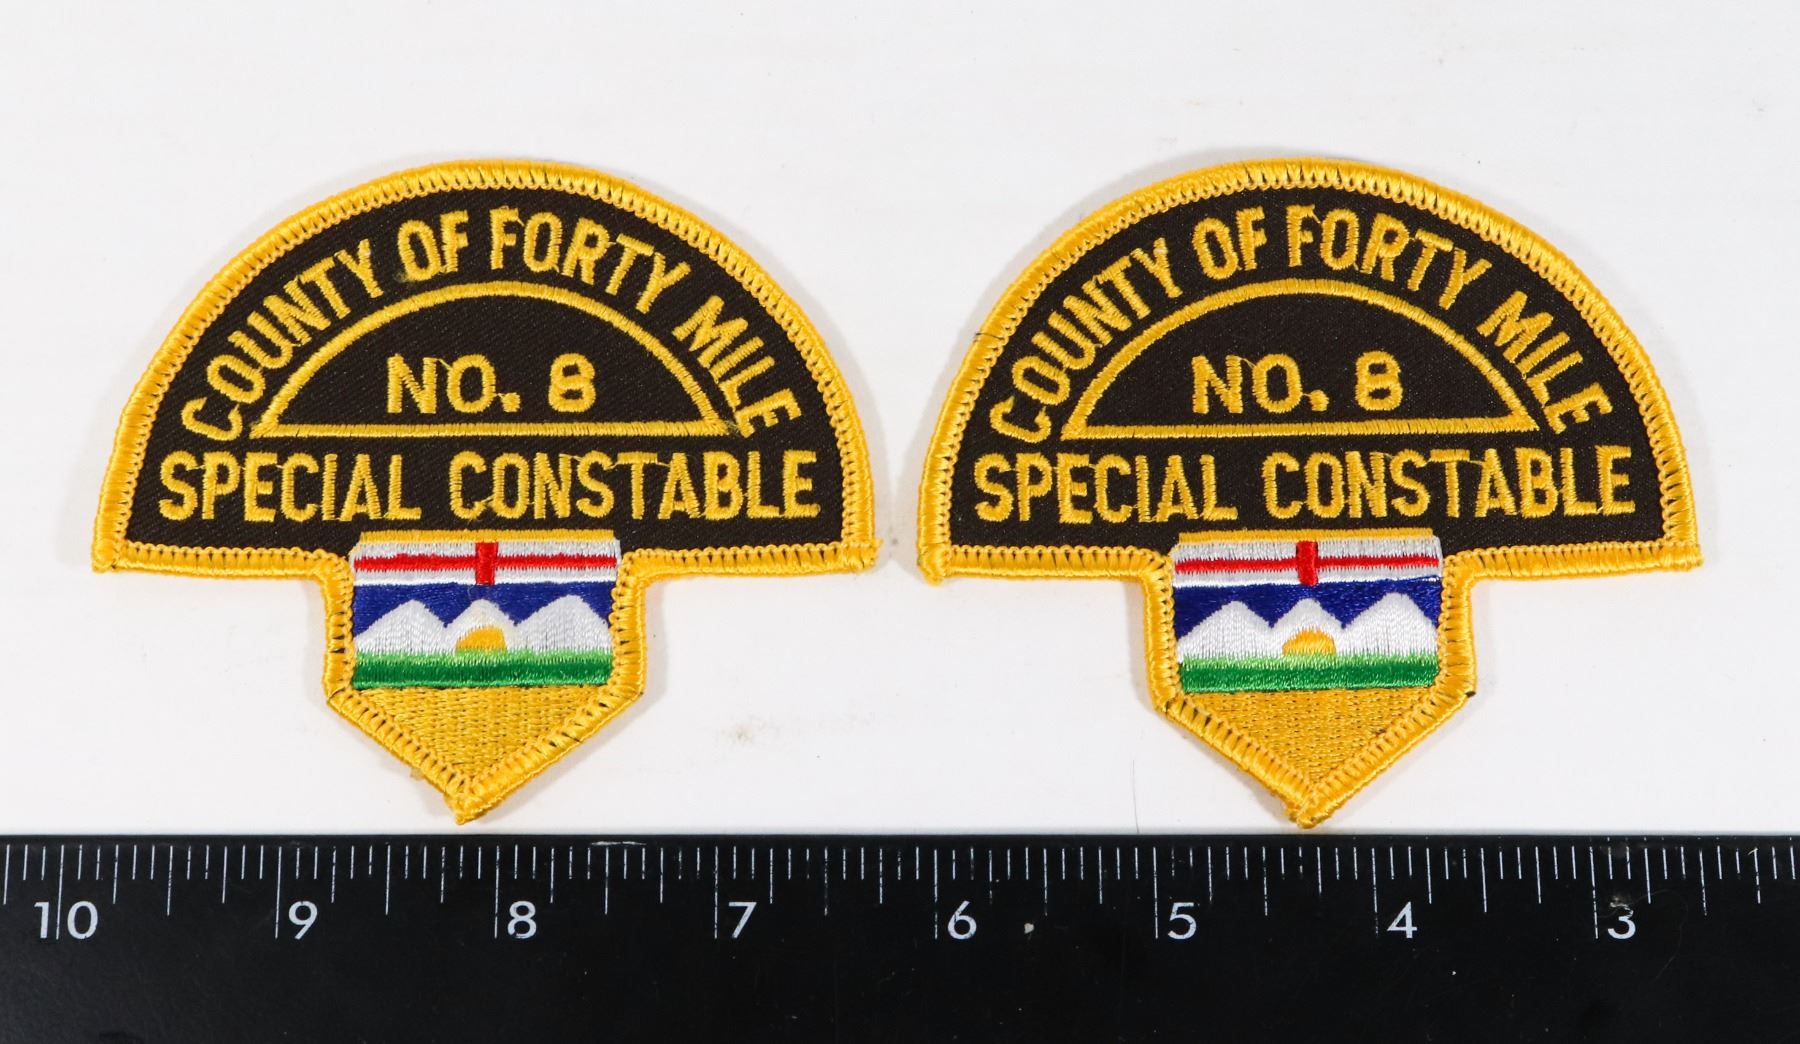 COUNTY OF FORTY MILE
NO. 8
SPECIAL CONSTABLE
COUNTY OF FORTY MILE
NO. 8
SPECIAL CONSTABLE
10 9 8 7 6 5 4 3